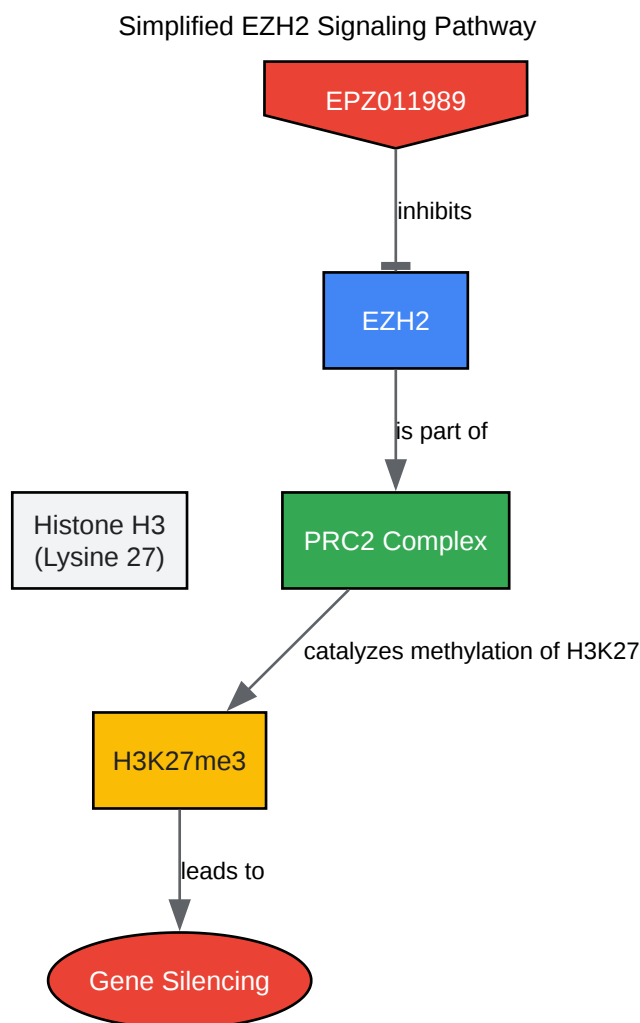 Simplified EZH2 Signaling Pathway
EPZ011989
inhibits
EZH2
is part of
Histone H3
(Lysine 27)
PRC2 Complex
catalyzes methylation of H3K27
H3K27me3
leads to
Gene Silencing